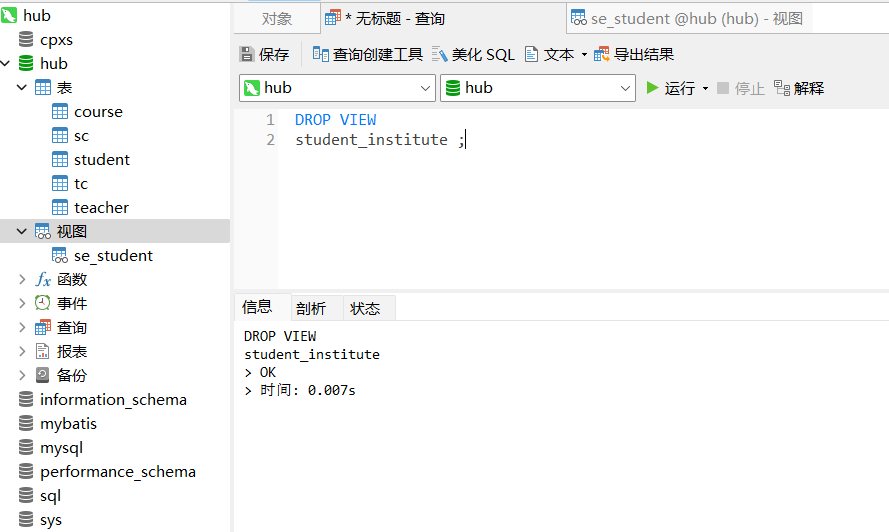 hub
cpxs
hub
表
course
sc
student
tc
teacher
视图
se_student
fx 函数
事件
查询
报表
备份
information_schema
mybatis
mysql
performance_schema
sql
sys
对象
* 无标题 - 查询
se_student @hub (hub) - 视图
保存
查询创建工具
美化 SQL
文本
导出结果
hub
hub
运行
停止
解释
1 DROP VIEW
2 student_institute ;
信息
剖析
状态
DROP VIEW
student_institute
> OK
> 时间: 0.007s